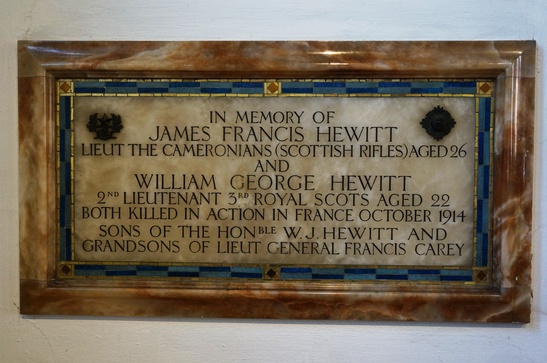 IN MEMORY OF
JAMES FRANCIS HEWITT
LIEUT THE CAMERONIANS (SCOTTISH RIFLES) AGED 26
AND
WILLIAM GEORGE HEWITT
2ND LIEUTENANT 3RD ROYAL SCOTS AGED 22
BOTH KILLED IN ACTION IN FRANCE OCTOBER 1914
SONS OF THE HONBLE W.J. HEWITT AND
GRANDSONS OF LIEUT GENERAL FRANCIS CAREY